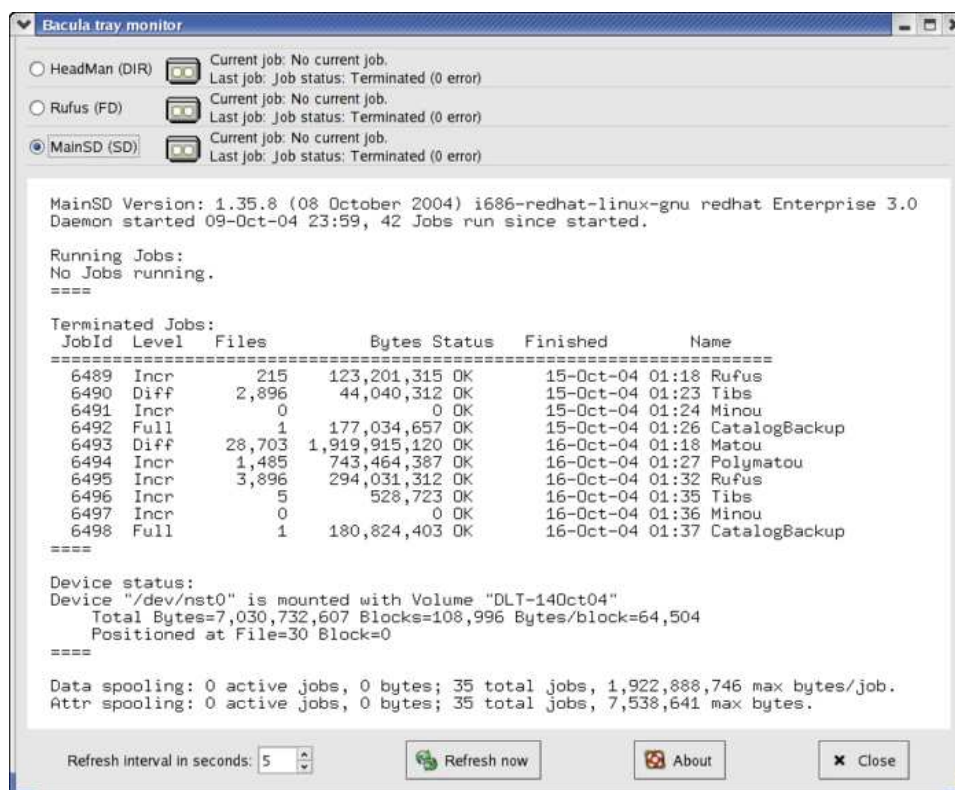 Bacula tray monitor
HeadMan (DIR)
Current job: No current job.
Last job: Job status: Terminated (0 error)
Rufus (FD)
Current job: No current job.
Last job: Job status: Terminated (0 error)
MainSD (SD)
Current job: No current job.
Last job: Job status: Terminated (0 error)
MainSD Version: 1.35.8 (08 October 2004) i686-redhat-linux-gnu redhat Enterprise 3.0
Daemon started 09-Oct-04 23:59, 42 Jobs run since started.
Running Jobs:
No Jobs running.
====
Terminated Jobs:
JobId Level Files Bytes Status Finished Name
======================================================================
6489 Incr 215 123,201,315 OK 15-Oct-04 01:18 Rufus
6490 Diff 2,896 44,040,312 OK 15-Oct-04 01:23 Tibs
6491 Incr 0 0 OK 15-Oct-04 01:24 Minou
6492 Full 1 177,034,657 OK 15-Oct-04 01:26 CatalogBackup
6493 Diff 28,703 1,919,915,120 OK 16-Oct-04 01:18 Matou
6494 Incr 1,485 743,464,387 OK 16-Oct-04 01:27 Polymatou
6495 Incr 3,896 294,031,312 OK 16-Oct-04 01:32 Rufus
6496 Incr 5 528,723 OK 16-Oct-04 01:35 Tibs
6497 Incr 0 0 OK 16-Oct-04 01:36 Minou
6498 Full 1 180,824,403 OK 16-Oct-04 01:37 CatalogBackup
====
Device status:
Device "/dev/nst0" is mounted with Volume "DLT-14Oct04"
Total Bytes=7,030,732,607 Blocks=108,996 Bytes/block=64,504
Positioned at File=30 Block=0
====
Data spooling: 0 active jobs, 0 bytes; 35 total jobs, 1,922,888,746 max bytes/job.
Attr spooling: 0 active jobs, 0 bytes; 35 total jobs, 7,538,641 max bytes.
Refresh interval in seconds: 5
Refresh now
About
Close